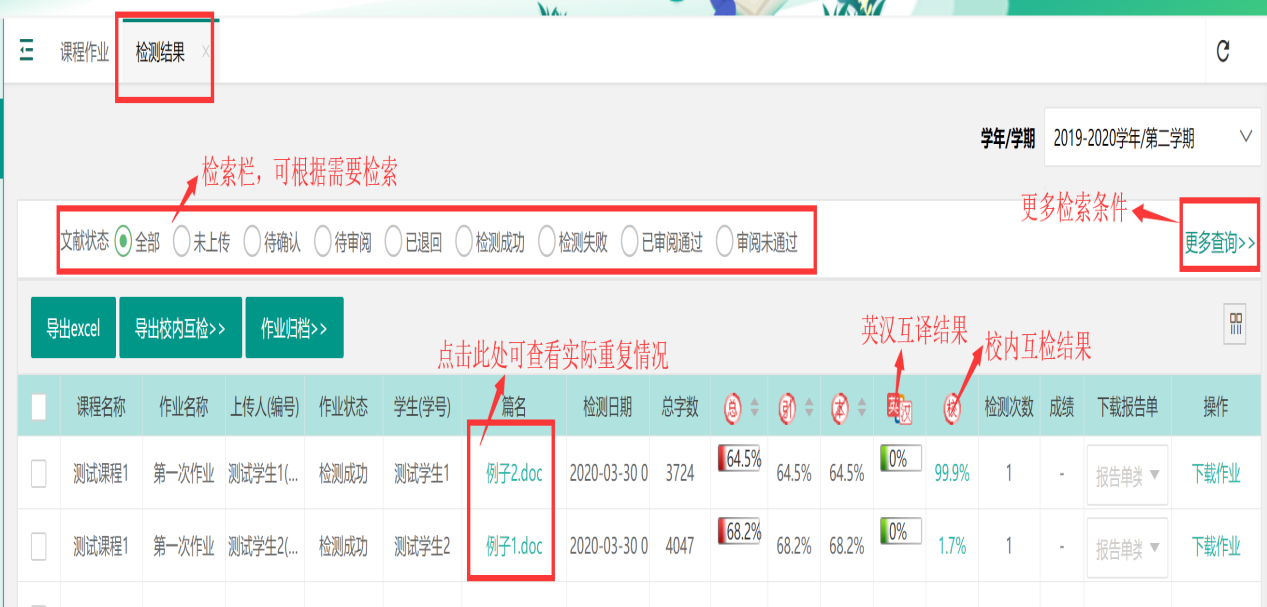 课程作业 检测结果 ×
学年/学期 2019-2020学年/第二学期
检索栏，可根据需要检索
更多检索条件
文献状态 全部 未上传 待确认 待审阅 已退回 检测成功 检测失败 已审阅通过 审阅未通过 更多查询>>
导出excel 导出校内互检>> 作业归档>>
英汉互译结果
校内互检结果
点击此处可查看实际重复情况
课程名称 作业名称 上传人(编号) 作业状态 学生(学号) 篇名 检测日期 总字数 总 引 本 英汉 校 检测次数 成绩 下载报告单 操作
测试课程1 第一次作业 测试学生1(... 检测成功 测试学生1 例子2.doc 2020-03-30 0 3724 64.5% 64.5% 64.5% 0% 99.9% 1 - 报告单类 下载作业
测试课程1 第一次作业 测试学生2(... 检测成功 测试学生2 例子1.doc 2020-03-30 0 4047 68.2% 68.2% 68.2% 0% 1.7% 1 - 报告单类 下载作业